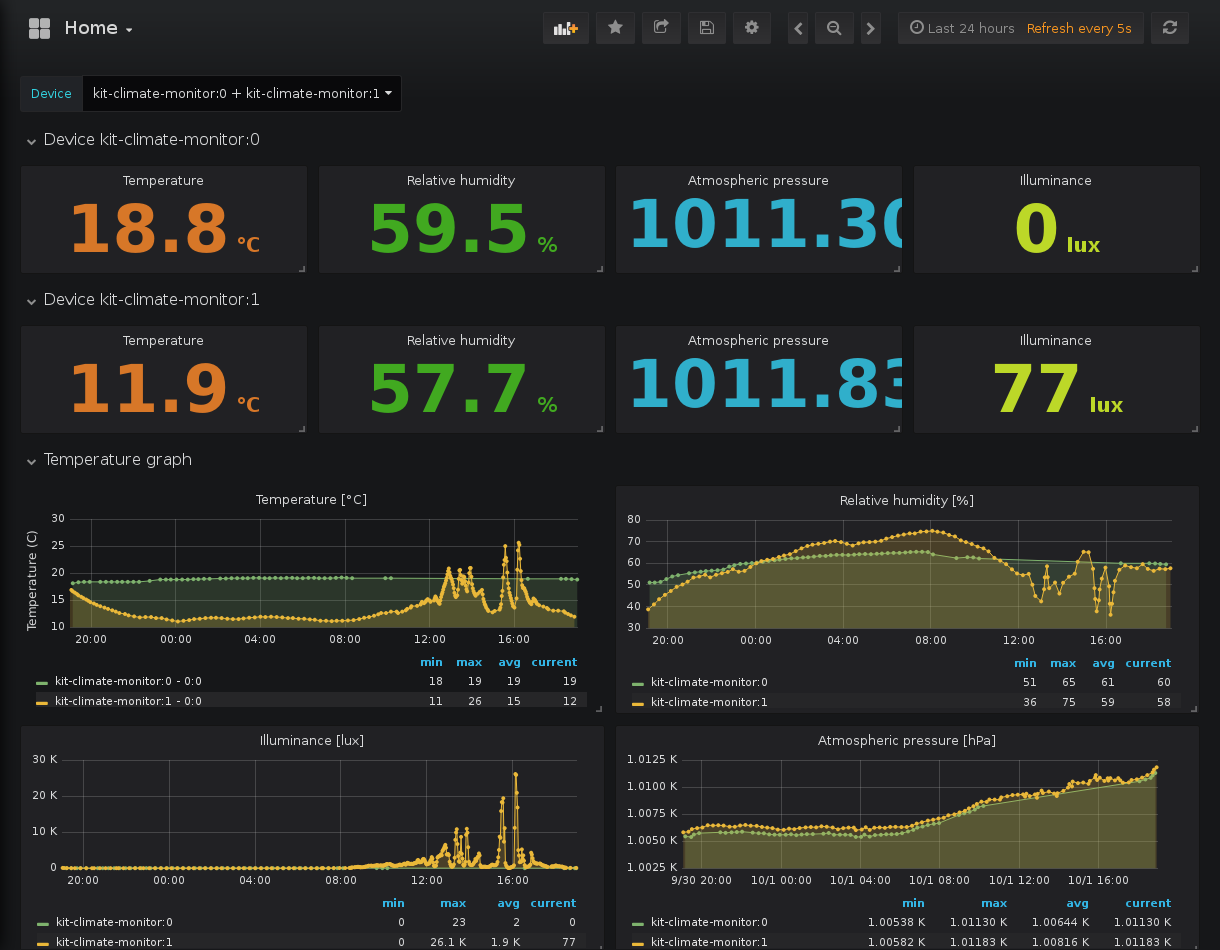 Home
Last 24 hours Refresh every 5s
Device kit-climate-monitor:0 + kit-climate-monitor:1
Device kit-climate-monitor:0
Temperature Relative humidity Atmospheric pressure Illuminance
18.8 °C 59.5 % 1011.30 0 lux
Device kit-climate-monitor:1
Temperature Relative humidity Atmospheric pressure Illuminance
11.9 °C 57.7 % 1011.83 77 lux
Temperature graph
Temperature [°C]
Temperature (C)
30
25
20
15
10
20:00 00:00 04:00 08:00 12:00 16:00
min max avg current
kit-climate-monitor:0 - 0:0 18 19 19 19
kit-climate-monitor:1 - 0:0 11 26 15 12
Relative humidity [%]
80
70
60
50
40
30
20:00 00:00 04:00 08:00 12:00 16:00
min max avg current
kit-climate-monitor:0 51 65 61 60
kit-climate-monitor:1 36 75 59 58
Illuminance [lux]
30 K
20 K
10 K
0
20:00 00:00 04:00 08:00 12:00 16:00
min max avg current
kit-climate-monitor:0 0 23 2 0
kit-climate-monitor:1 0 26.1 K 1.9 K 77
Atmospheric pressure [hPa]
1.0125 K
1.0100 K
1.0075 K
1.0050 K
1.0025 K
9/30 20:00 10/1 00:00 10/1 04:00 10/1 08:00 10/1 12:00 10/1 16:00
min max avg current
kit-climate-monitor:0 1.00538 K 1.01130 K 1.00644 K 1.01130 K
kit-climate-monitor:1 1.00582 K 1.01183 K 1.00816 K 1.01183 K